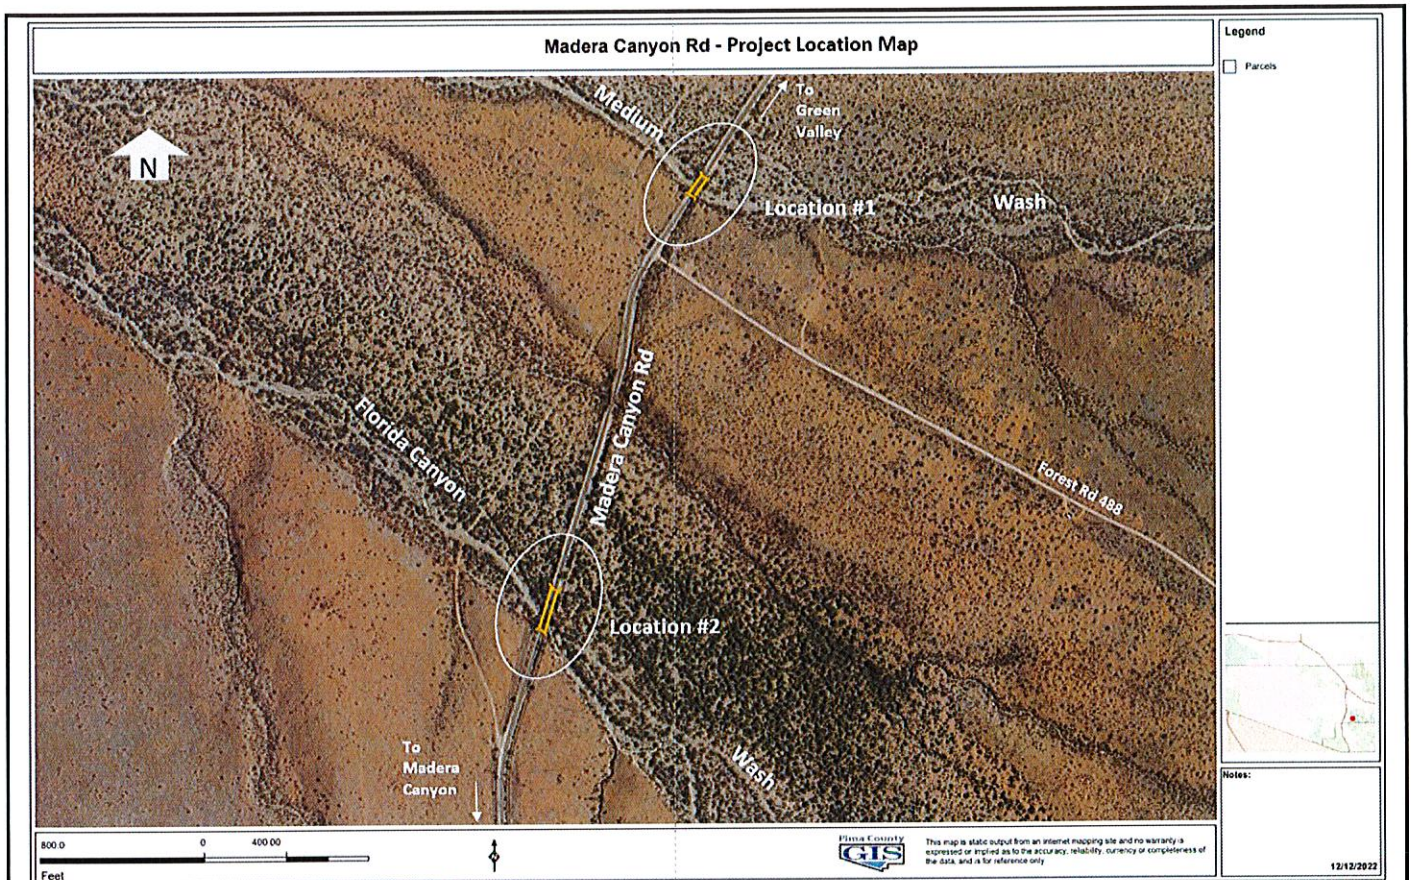 Madera Canyon Rd - Project Location Map
Legend
Parcels
To
Green
Valley
Medium
N
Location #1
Wash
Madera Canyon Rd
Florida Canyon
Forest Rd 488
Location #2
To
Madera
Canyon
Wash
Notes:
800.0
0
400.00
Feet
Pima County
GIS
This map is static output from an internet mapping site and no warranty is
expressed or implied as to the accuracy, reliability, currency or completeness of
the data, and is for reference only
12/12/2022